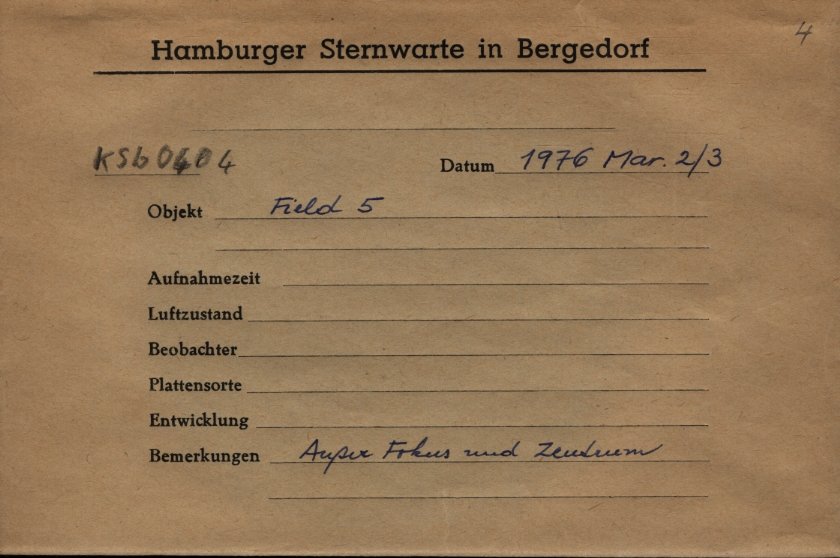 4
Hamburger Sternwarte in Bergedorf
KSb0404 Datum 1976 Mar. 2/3
Objekt Field 5
Aufnahmezeit
Luftzustand
Beobachter
Plattensorte
Entwicklung
Bemerkungen Außer Fokus und Zentrum